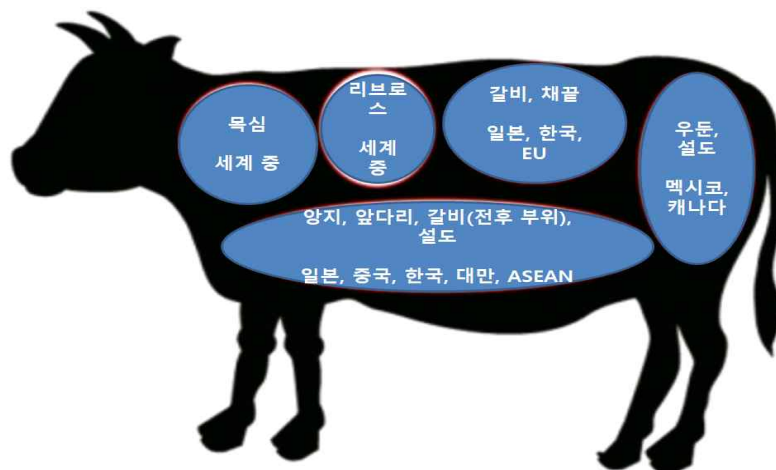 목심
세계 중
리브로
스
세계
중
갈비, 채끝
일본, 한국,
EU
우둔,
설도
멕시코,
캐나다
앙지, 앞다리, 갈비(전후 부위),
설도
일본, 중국, 한국, 대만, ASEAN